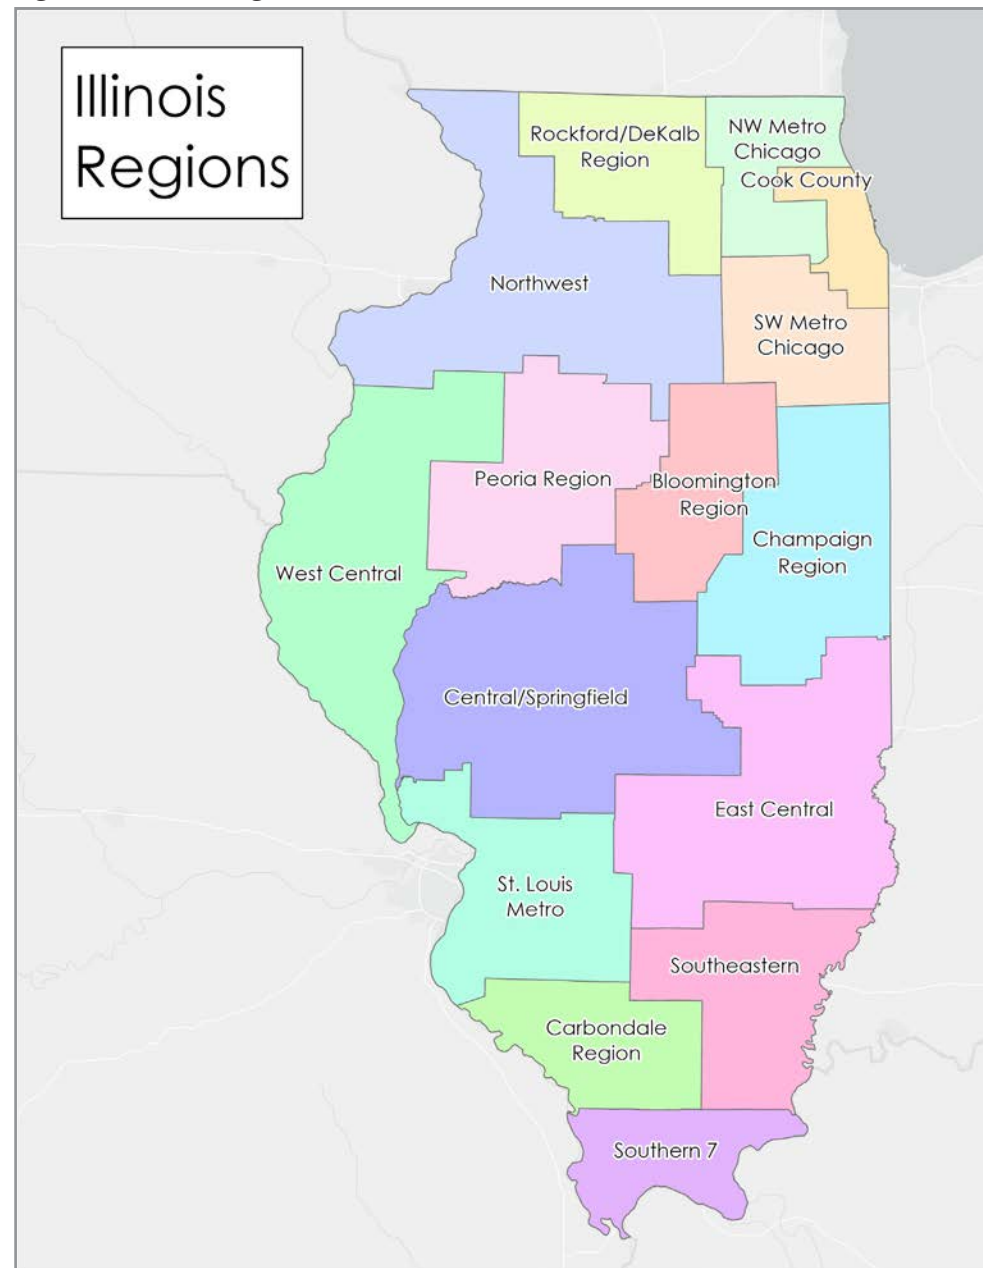 Illinois
Regions
Rockford/DeKalb
Region
NW Metro
Chicago
Cook County
Northwest
SW Metro
Chicago
Peoria Region
Bloomington
Region
Champaign
Region
West Central
Central/Springfield
East Central
St. Louis
Metro
Southeastern
Carbondale
Region
Southern 7